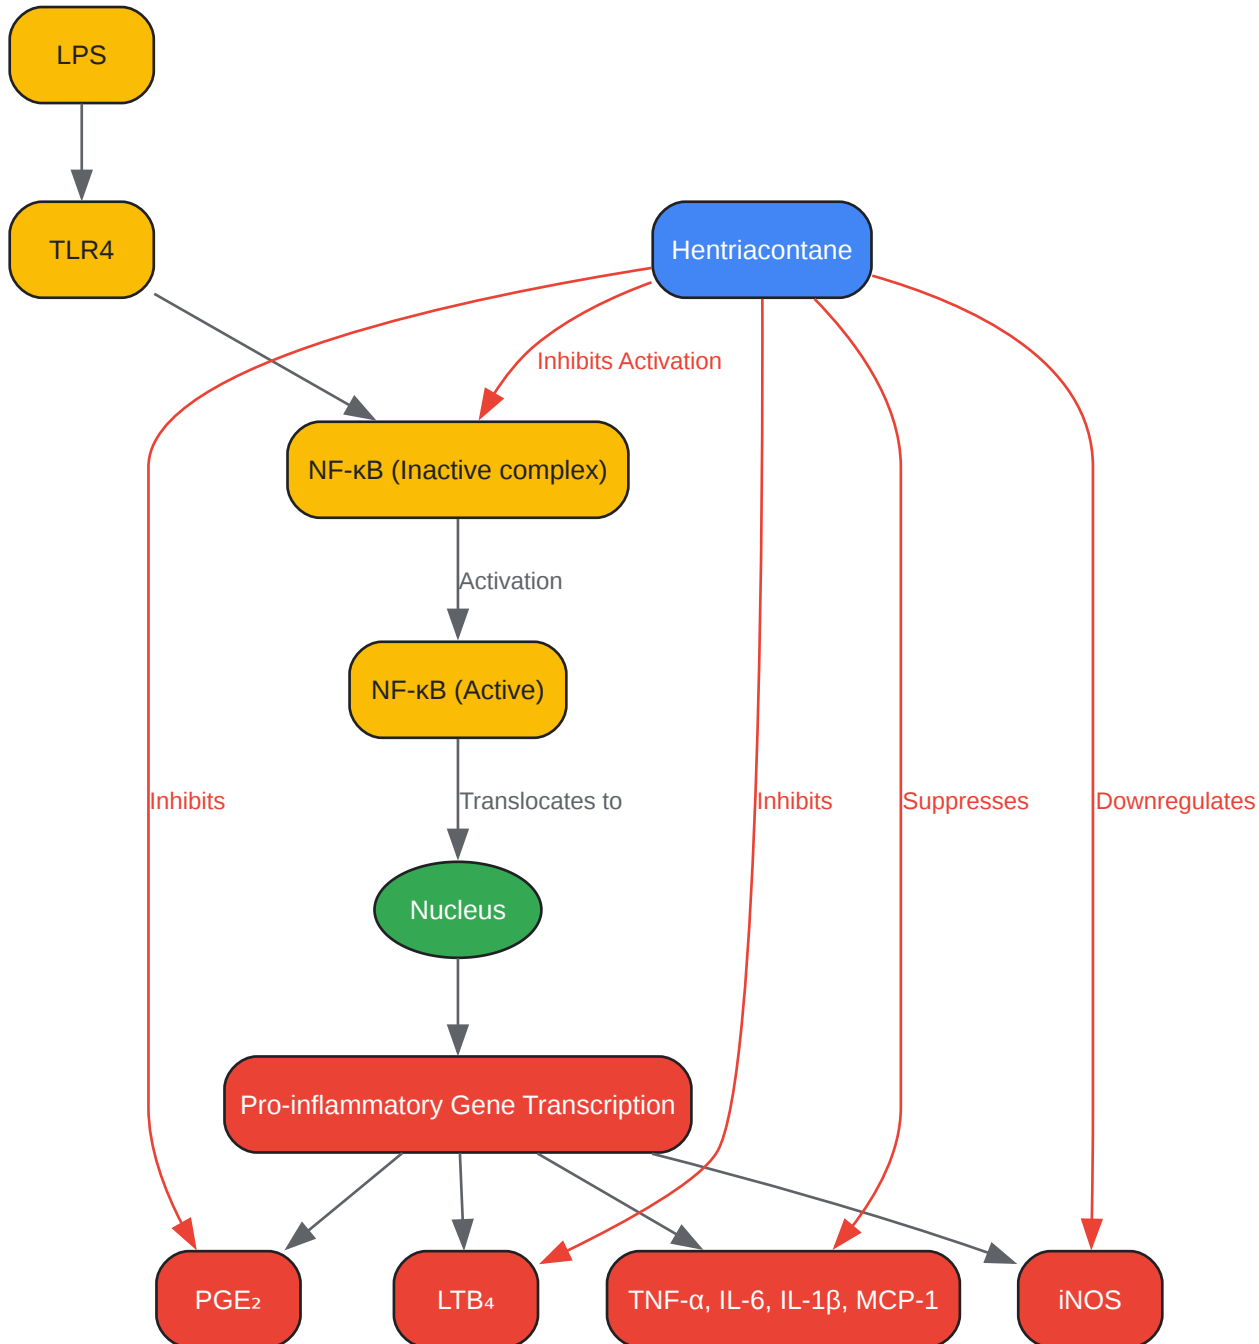 LPS
TLR4
Hentriacontane
Inhibits Activation
NF-κB (Inactive complex)
Activation
NF-κB (Active)
Inhibits
Translocates to
Inhibits
Suppresses
Downregulates
Nucleus
Pro-inflammatory Gene Transcription
PGE₂
LTB₄
TNF-α, IL-6, IL-1β, MCP-1
iNOS